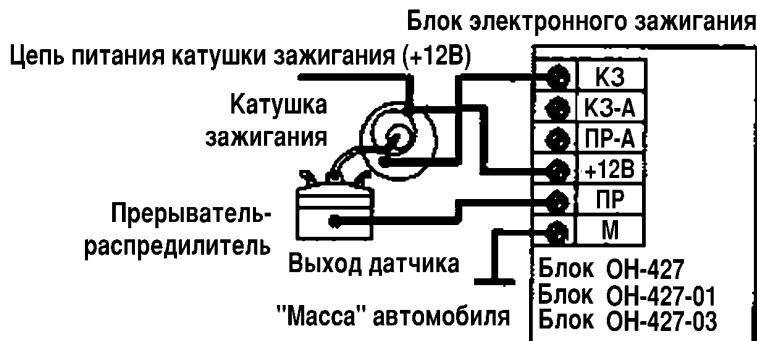 Блок электронного зажигания
Цепь питания катушки зажигания (+12В)
КЗ
Катушка
зажигания
КЗ-А
ПР-А
+12В
Прерыватель-
распредилитель
ПР
М
Выход датчика
"Масса" автомобиля
Блок ОН-427
Блок ОН-427-01
Блок ОН-427-03